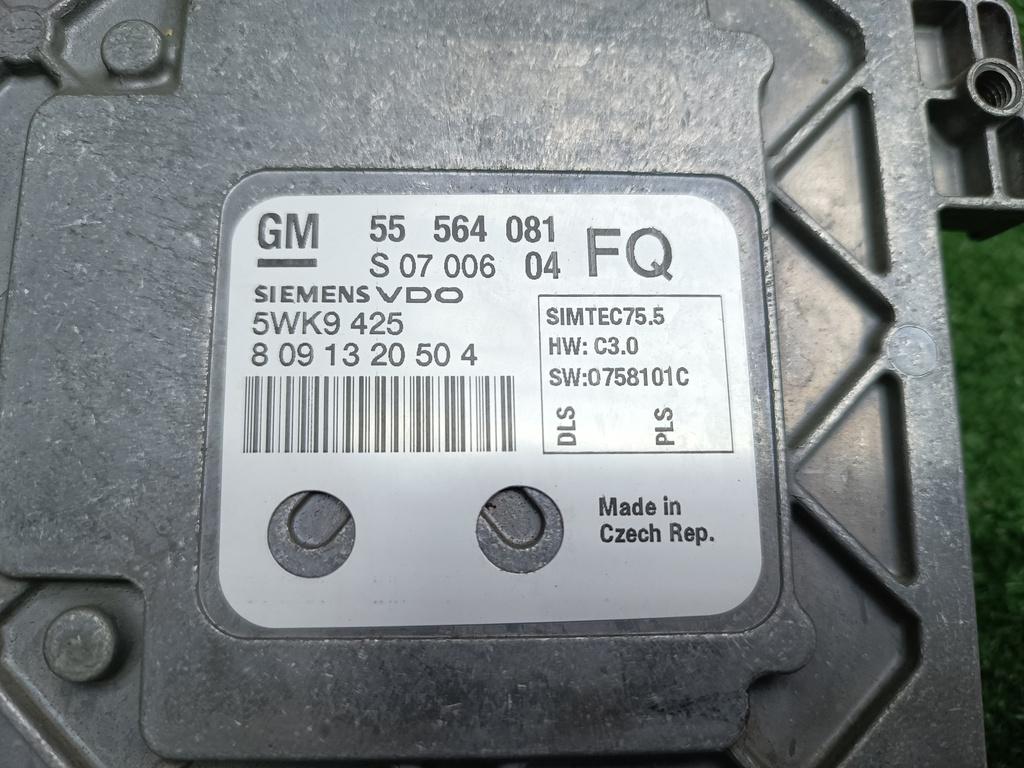 GM 55 564 081 FQ
S 07 006 04
SIEMENS VDO
5WK9 425
8 09 13 20 50 4
SIMTEC75.5
HW: C3.0
SW:0758101C
DLS PLS
Made in
Czech Rep.